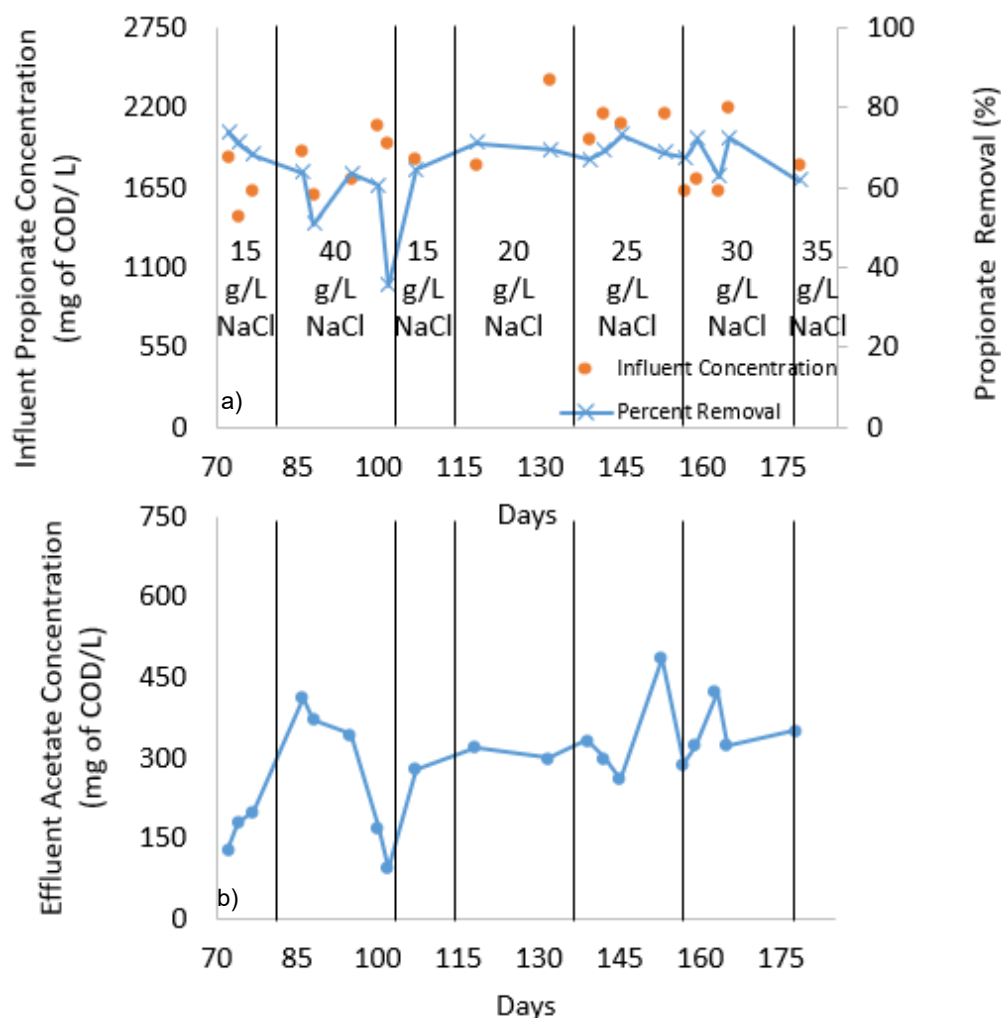 Influent Propionate Concentration
(mg of COD/ L)
2750
2200
1650
1100
550
0
100
80
60
40
20
0
Propionate Removal (%)
15
g/L
NaCl
40
g/L
NaCl
15
g/L
NaCl
20
g/L
NaCl
25
g/L
NaCl
30
g/L
NaCl
35
g/L
NaCl
Influent Concentration
Percent Removal
a)
70 85 100 115 130 145 160 175
Days
Effluent Acetate Concentration
(mg of COD/L)
750
600
450
300
150
0
b)
70 85 100 115 130 145 160 175
Days